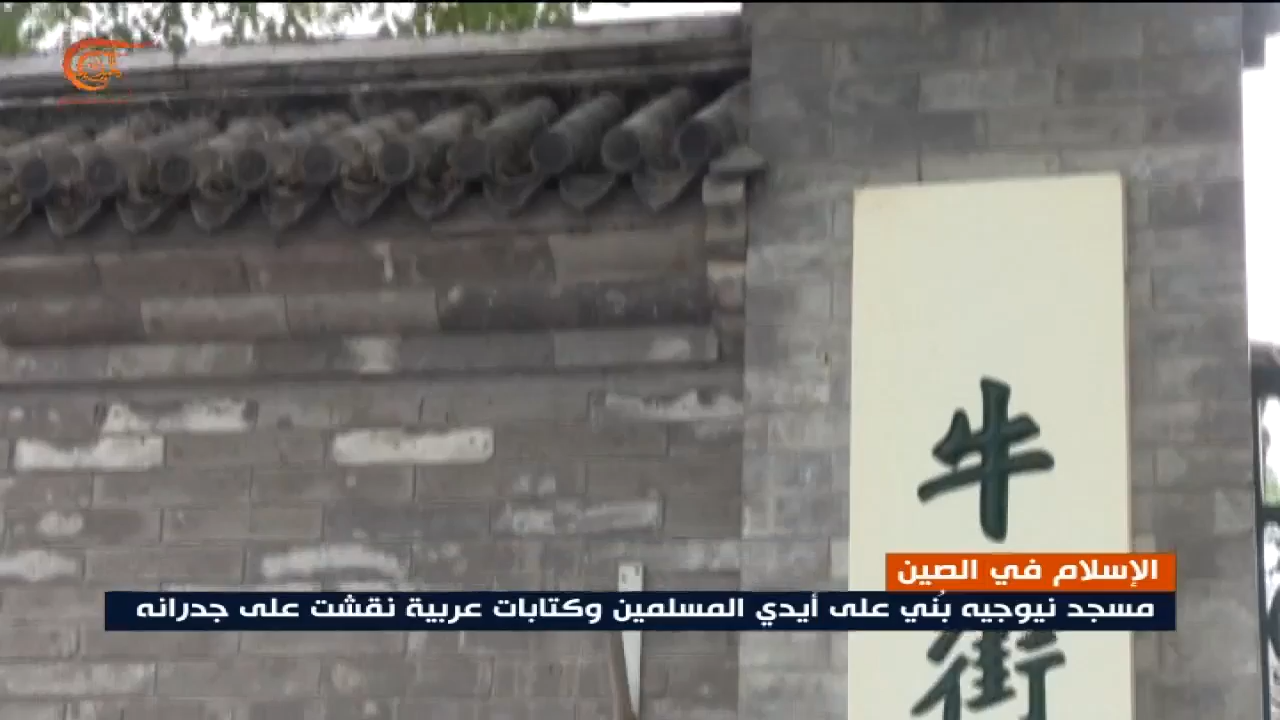 牛
街
الإسلام في الصين
مسجد نيوجيه بُني على أيدي المسلمين وكتابات عربية نقشت على جدرانه